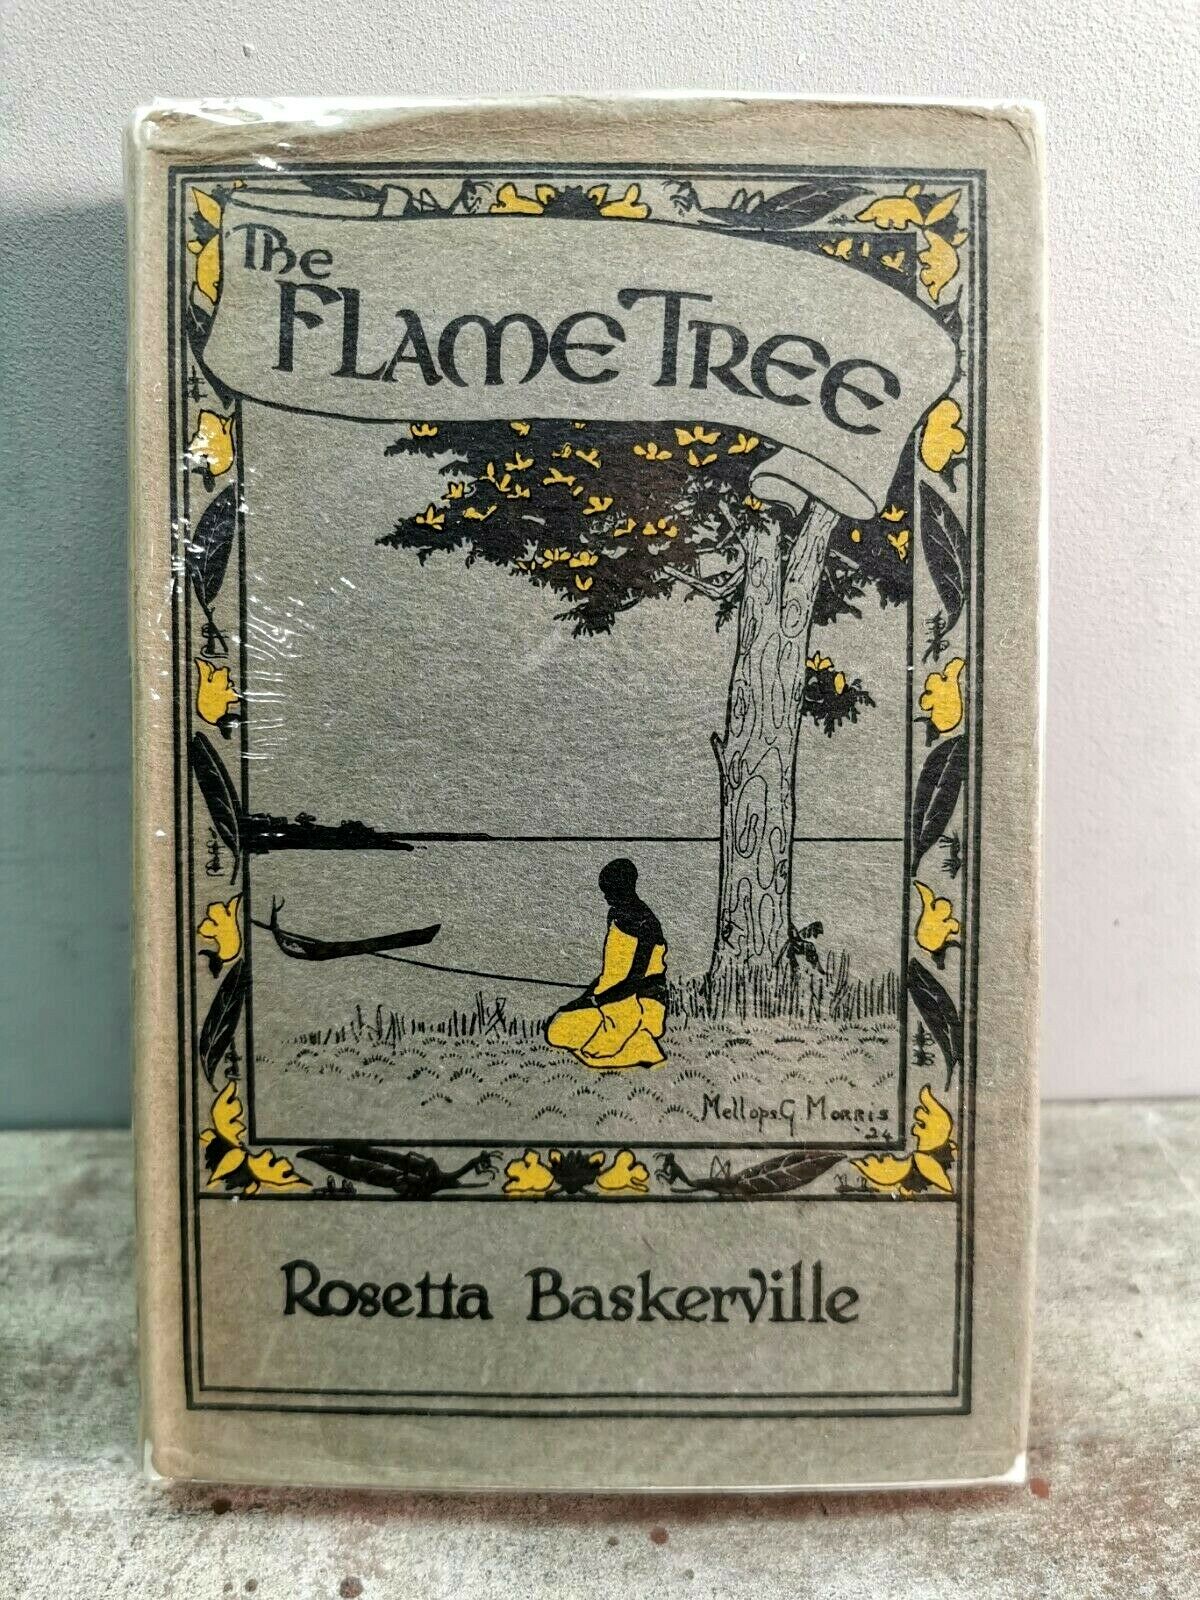 The
FLAME TREE
Mellops. G Morris
'24
Rosetta Baskerville